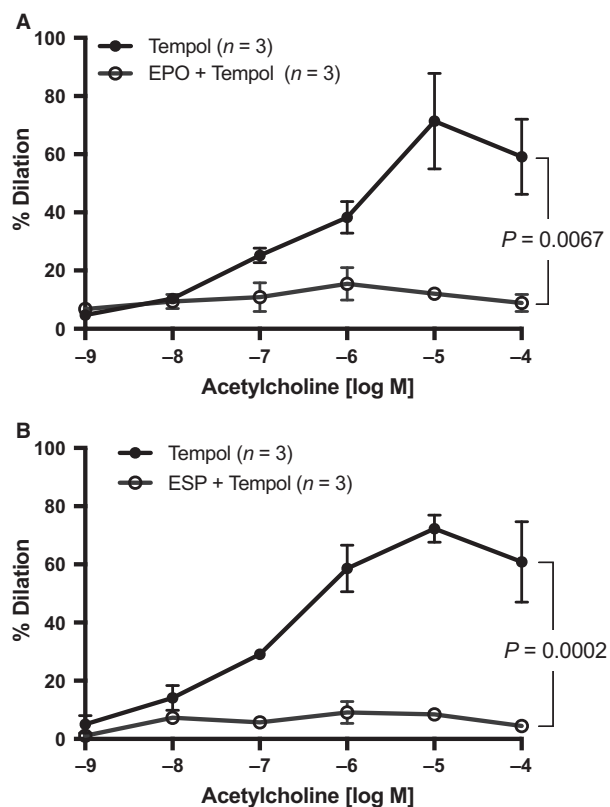 A
100
Tempol (n = 3)
EPO + Tempol (n = 3)
80
60
40
20
0
% Dilation
P = 0.0067
–9 –8 –7 –6 –5 –4
Acetylcholine [log M]
B
100
Tempol (n = 3)
ESP + Tempol (n = 3)
80
60
40
20
0
% Dilation
P = 0.0002
–9 –8 –7 –6 –5 –4
Acetylcholine [log M]